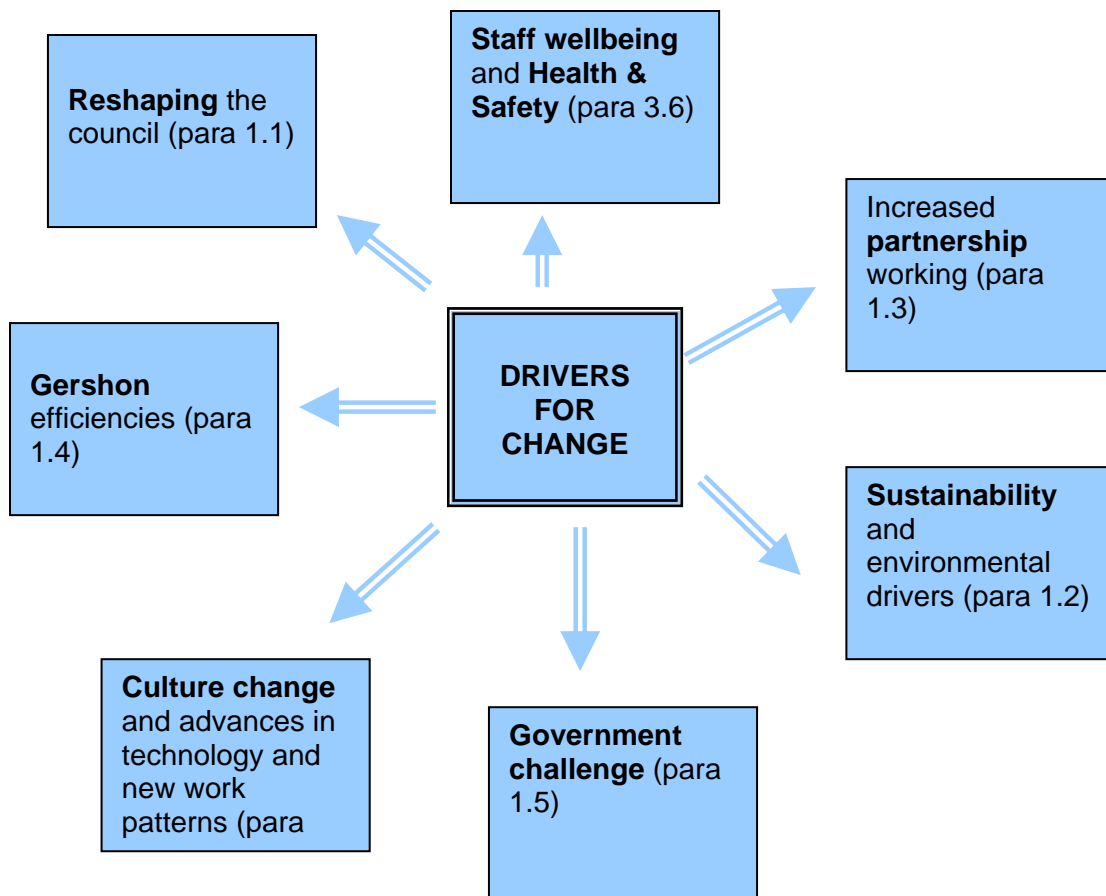 Reshaping the
council (para 1.1)
Staff wellbeing
and Health &
Safety (para 3.6)
Increased
partnership
working (para
1.3)
Gershon
efficiencies (para
1.4)
DRIVERS
FOR
CHANGE
Sustainability
and
environmental
drivers (para 1.2)
Culture change
and advances in
technology and
new work
patterns (para
Government
challenge (para
1.5)